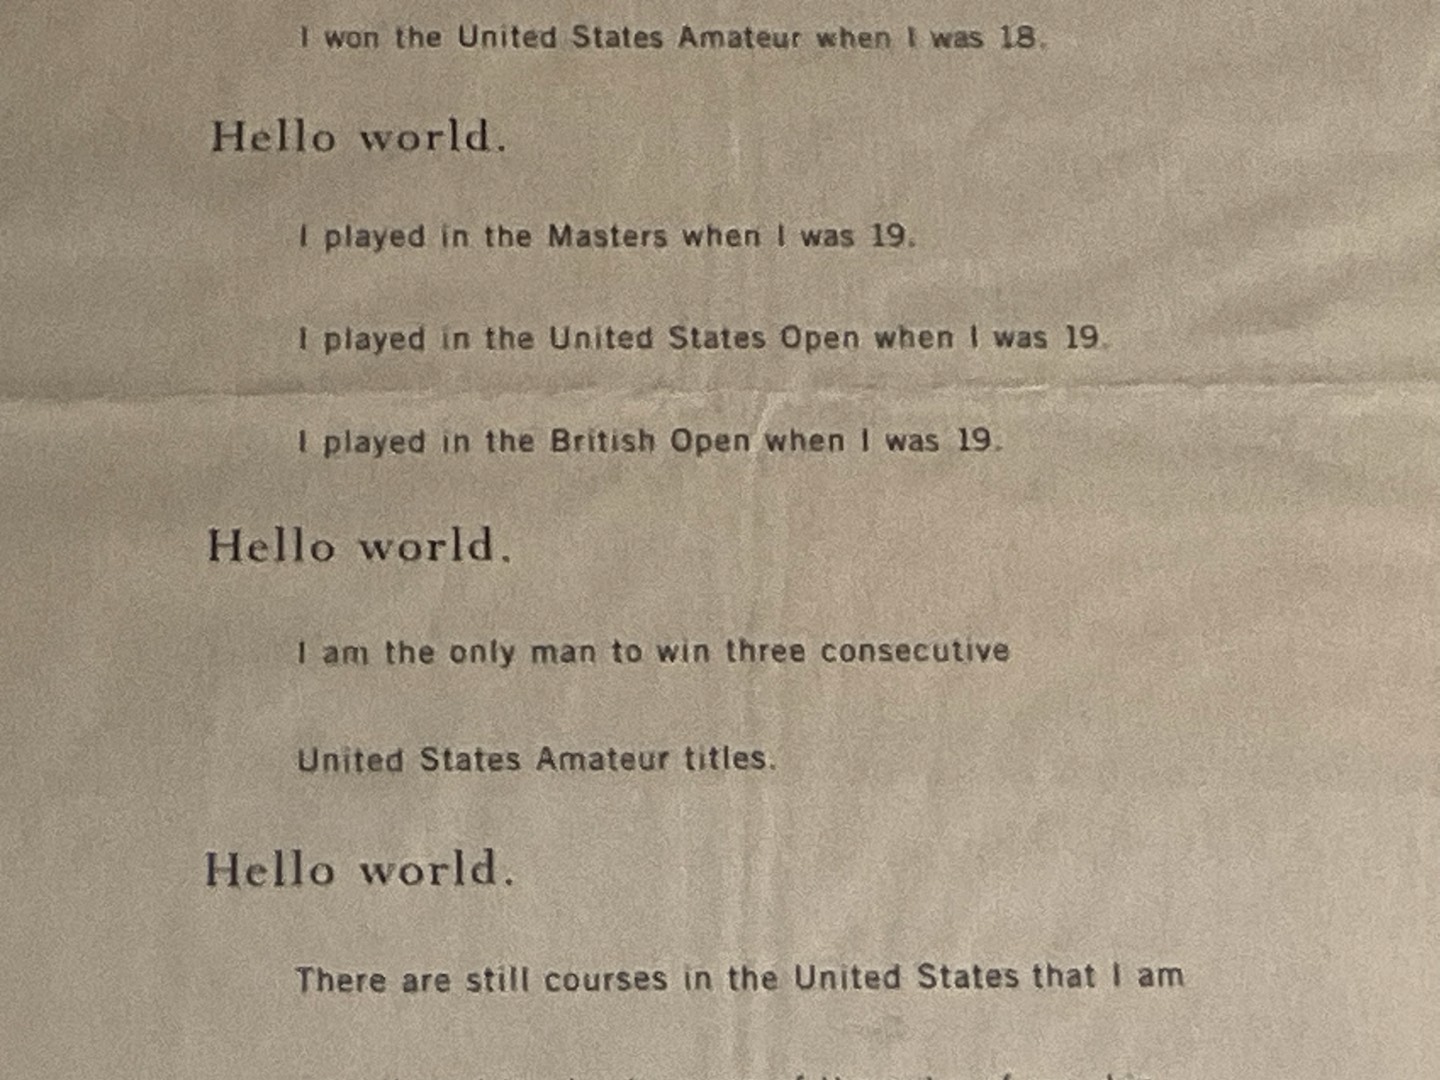 I won the United States Amateur when I was 18.
Hello world.
I played in the Masters when I was 19.
I played in the United States Open when I was 19.
I played in the British Open when I was 19.
Hello world.
I am the only man to win three consecutive
United States Amateur titles.
Hello world.
There are still courses in the United States that I am